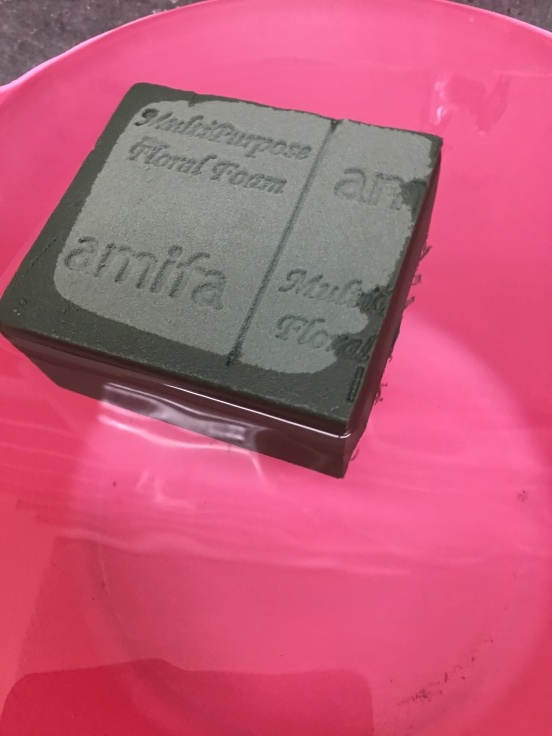 MultiPurpose
Floral Foam
amifa
am
Multi
Floral